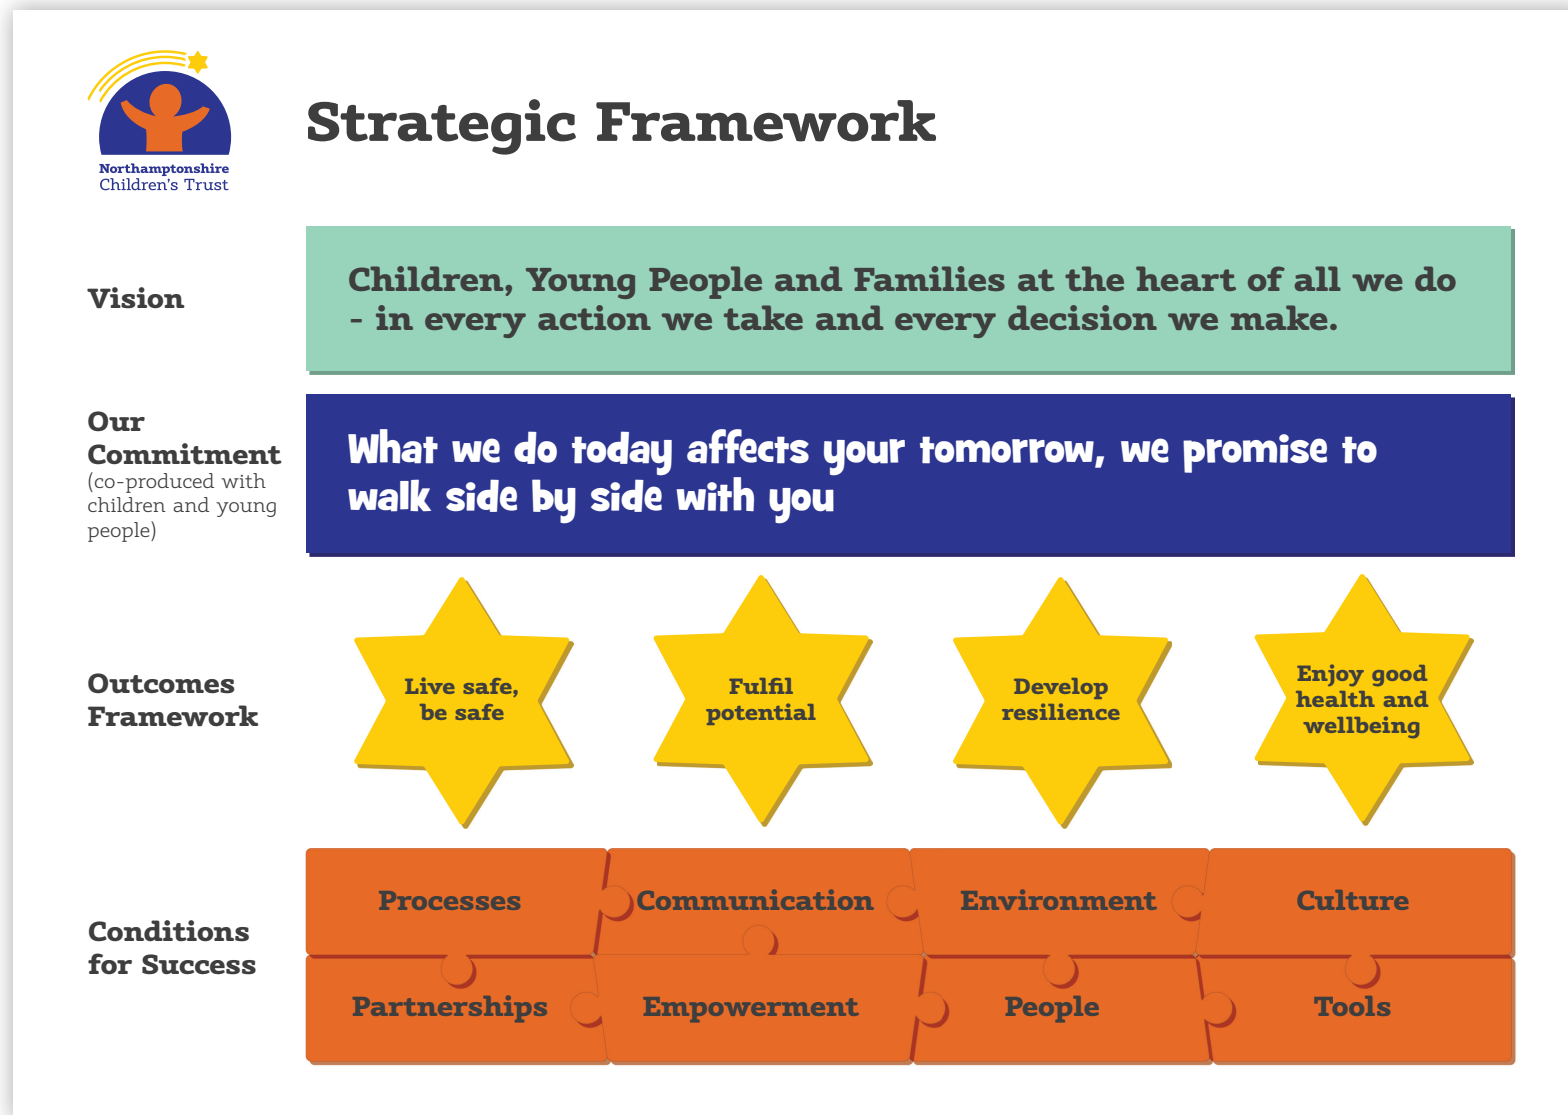 Northamptonshire
Children's Trust
Strategic Framework
Vision
Children, Young People and Families at the heart of all we do
- in every action we take and every decision we make.
Our
Commitment
(co-produced with
children and young
people)
What we do today affects your tomorrow, we promise to
walk side by side with you
Outcomes
Framework
Live safe,
be safe
Fulfil
potential
Develop
resilience
Enjoy good
health and
wellbeing
Conditions
for Success
Processes
Communication
Environment
Culture
Partnerships
Empowerment
People
Tools